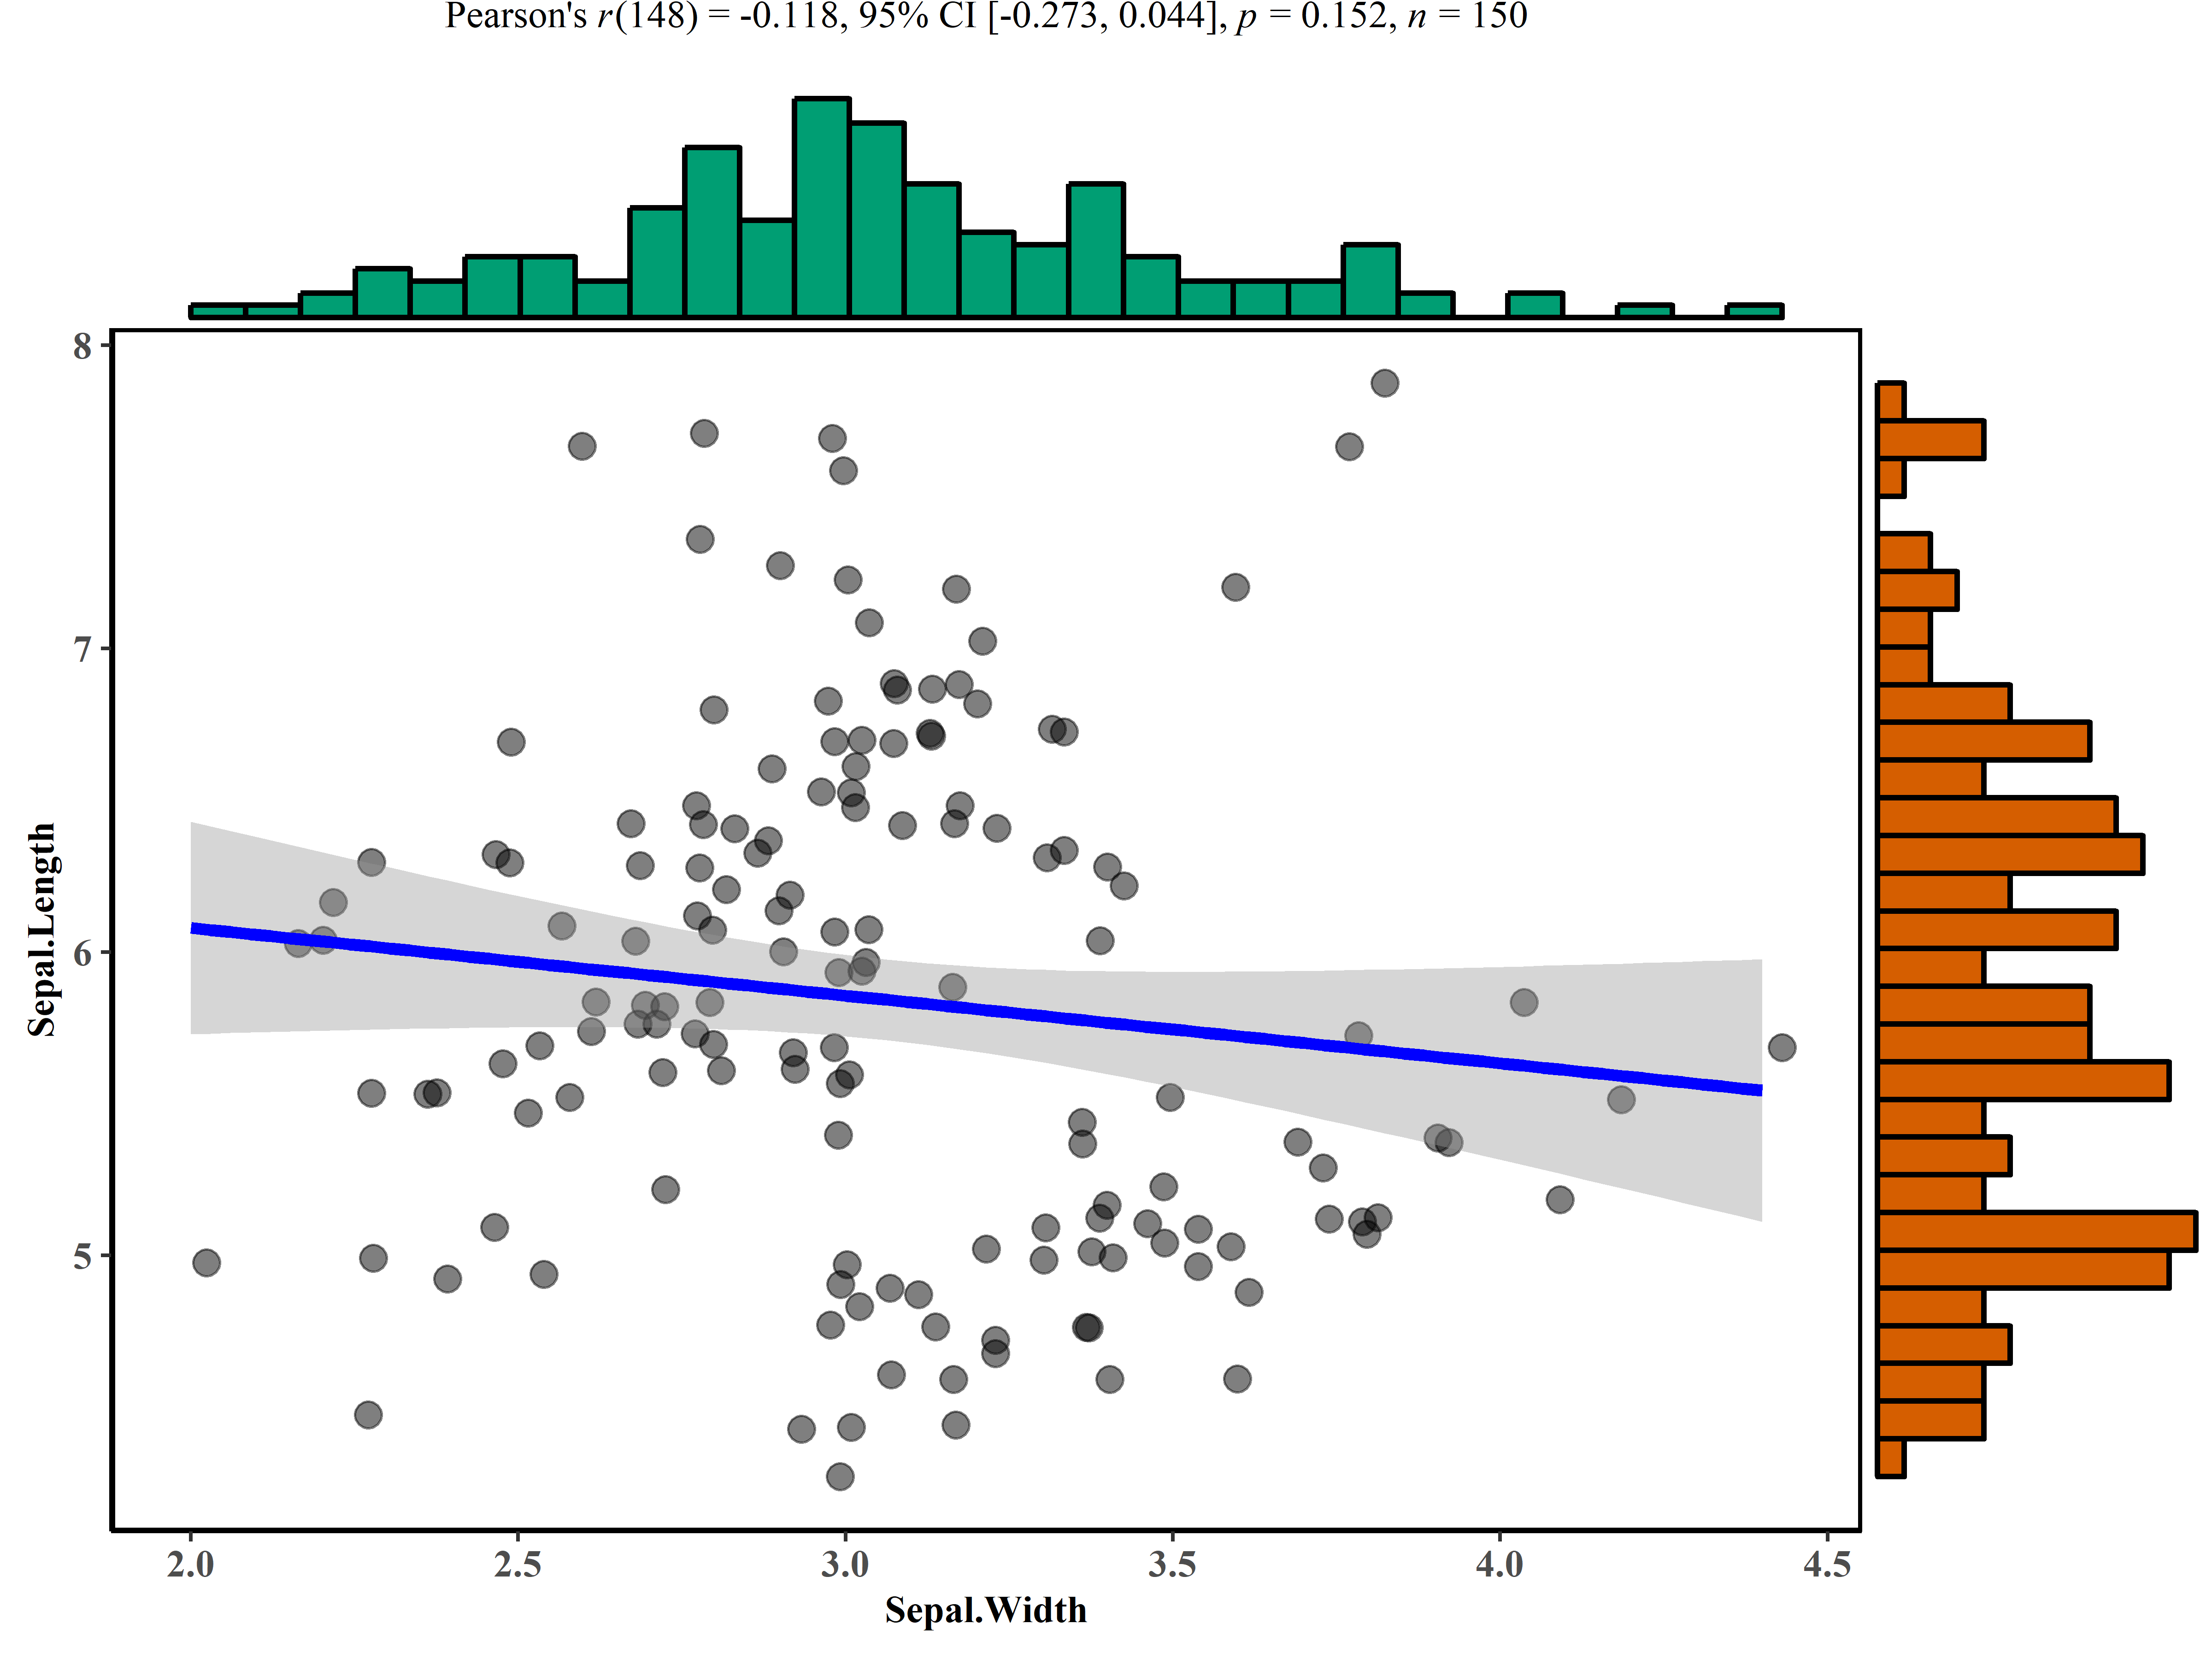 Pearson's r(148) = -0.118, 95% CI [-0.273, 0.044], p = 0.152, n = 150
8
7
6
5
Sepal.Length
2.0 2.5 3.0 3.5 4.0 4.5
Sepal.Width